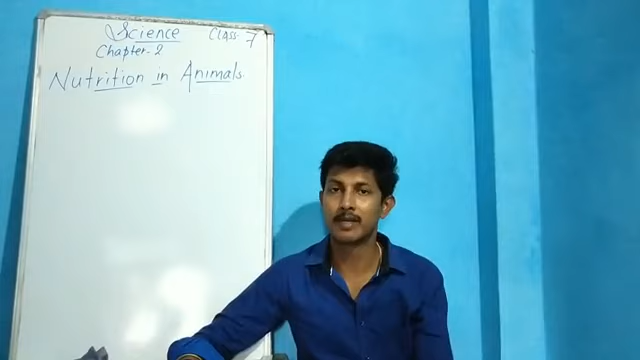 Science Class- 7
Chapter-2
Nutrition in Animals.